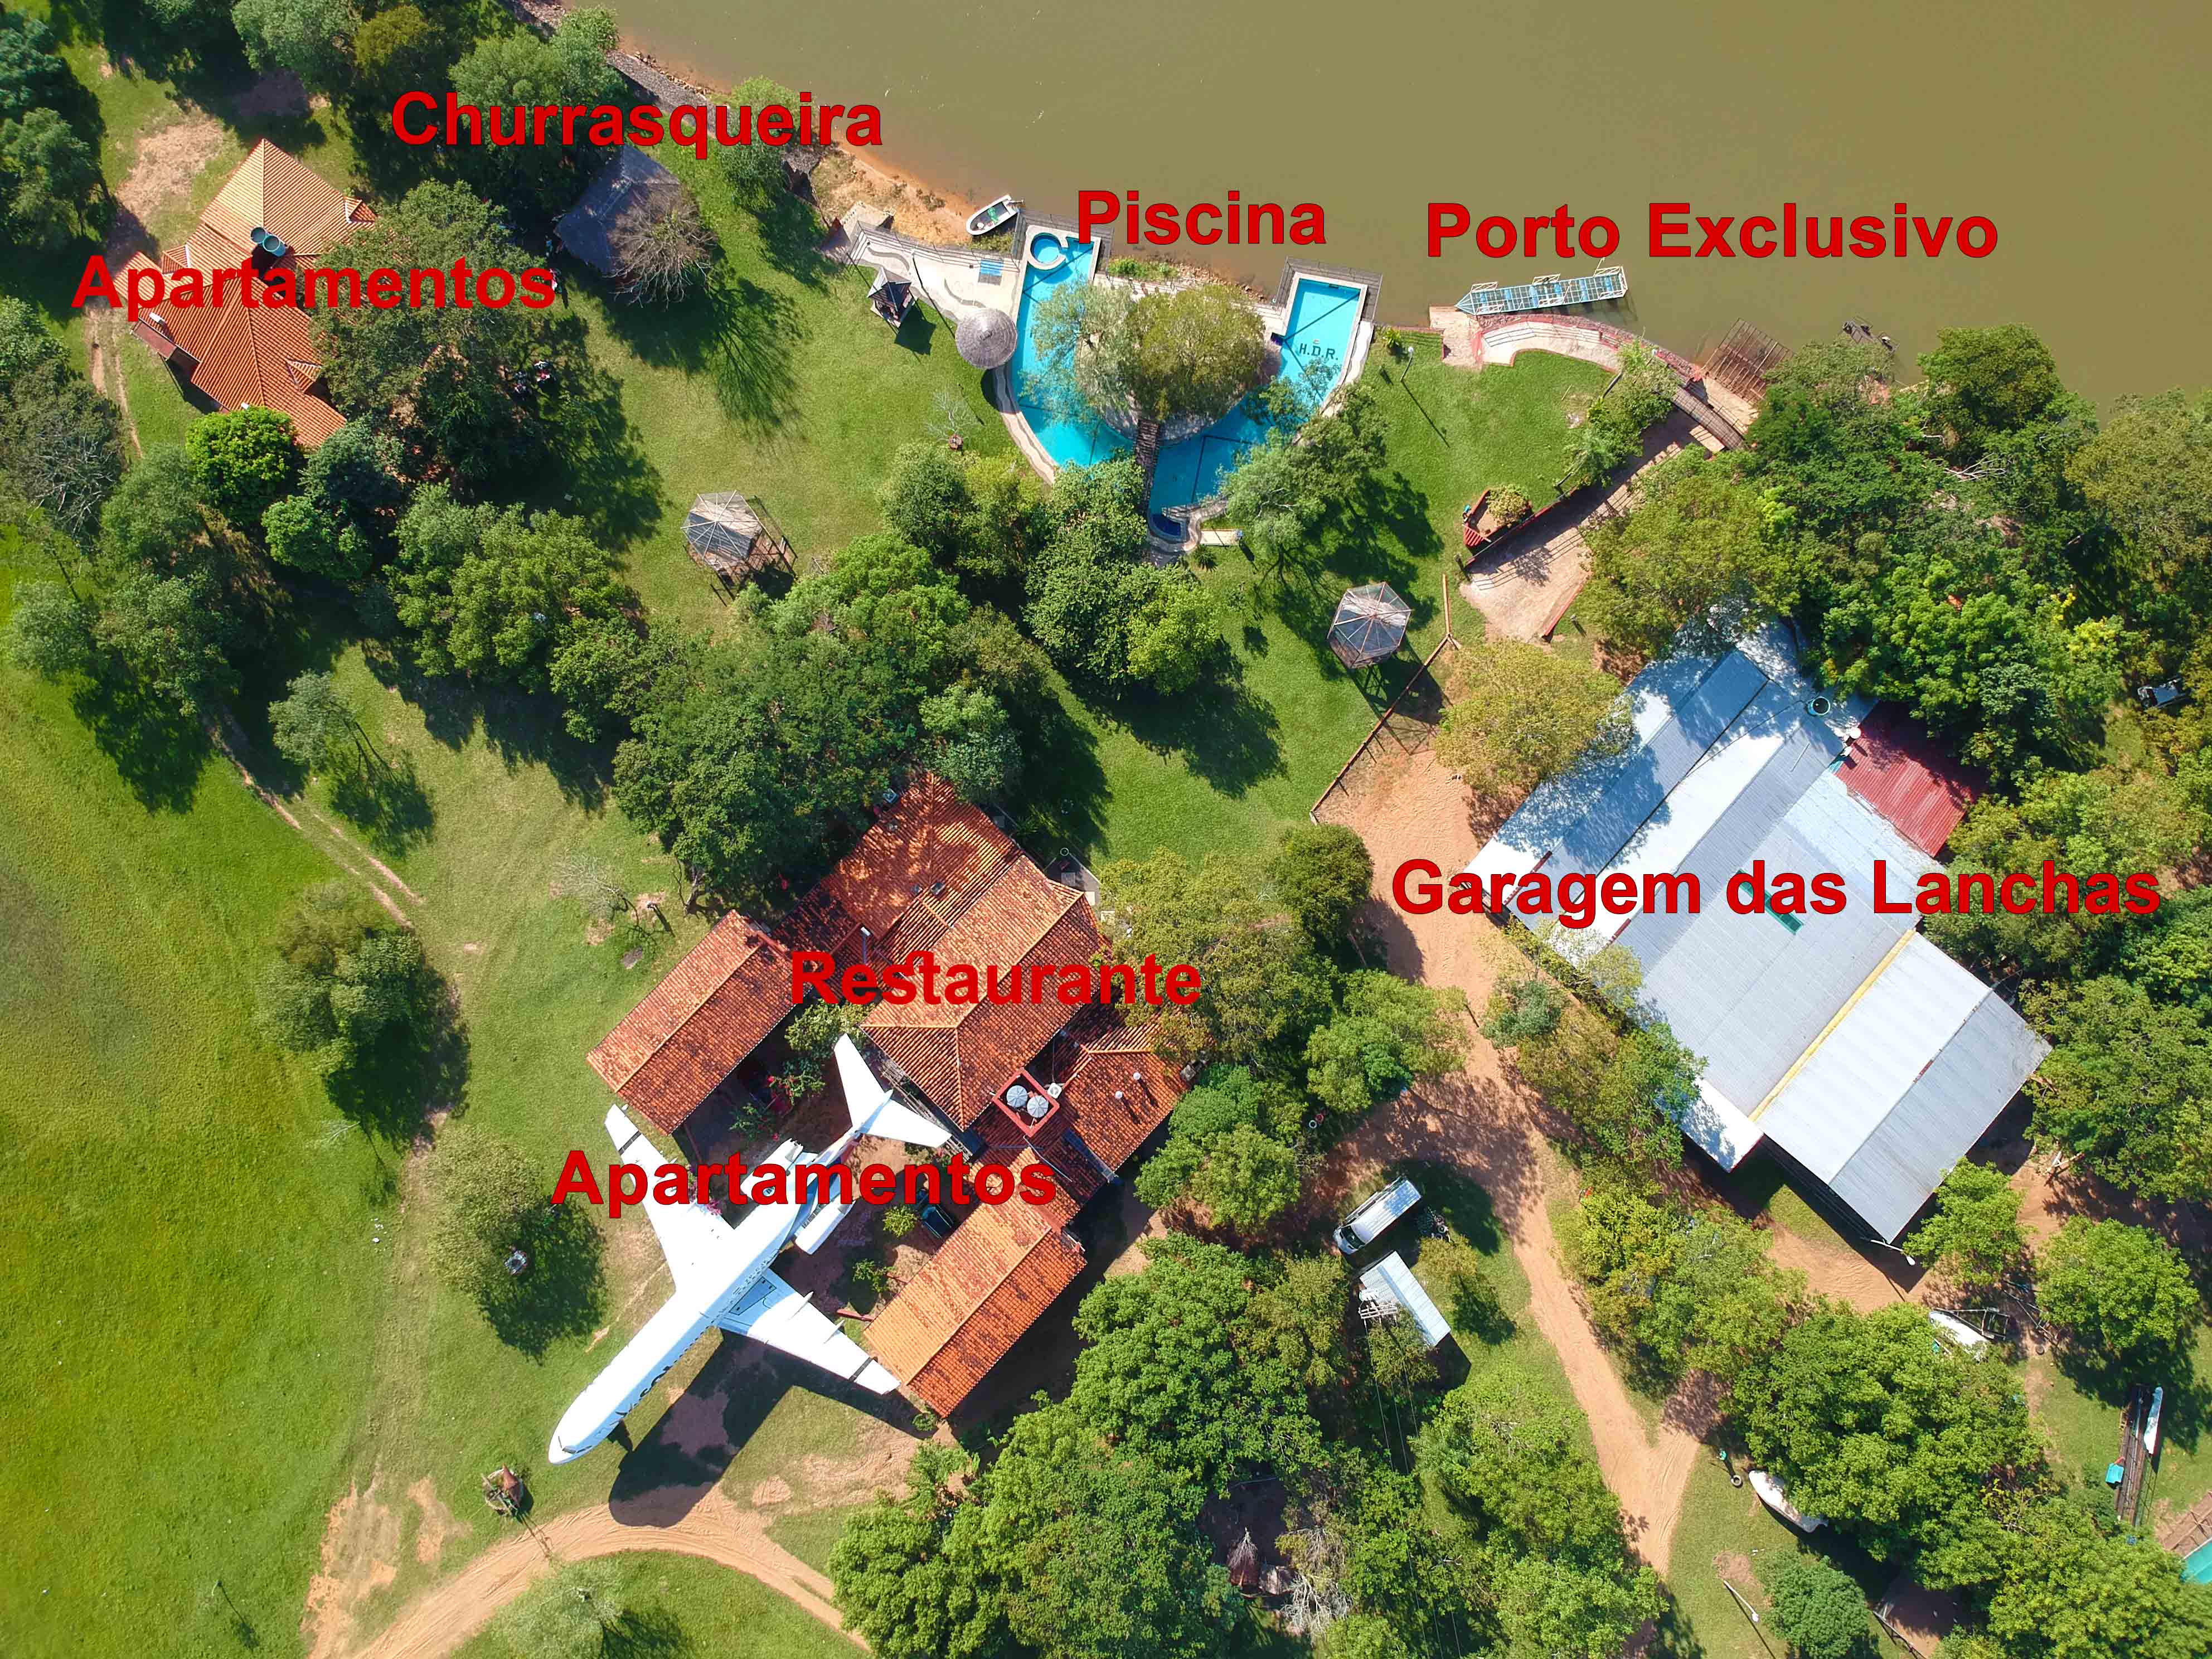 Churrasqueira
Piscina
Porto Exclusivo
Apartamentos
H.D.R.
Garagem das Lanchas
Restaurante
Apartamentos